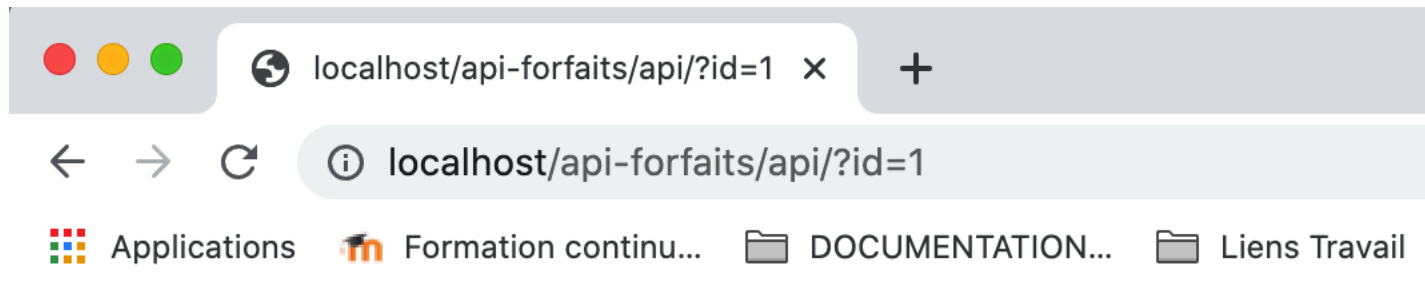 localhost/api-forfaits/api/?id=1
localhost/api-forfaits/api/?id=1
Applications Formation continu... DOCUMENTATION... Liens Travail